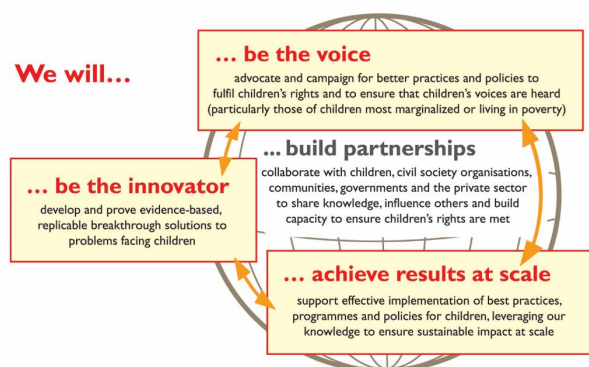 We will...
... be the voice
advocate and campaign for better practices and policies to
fulfil children's rights and to ensure that children's voices are heard
(particularly those of children most marginalized or living in poverty)
... build partnerships
collaborate with children, civil society organisations,
communities, governments and the private sector
to share knowledge, influence others and build
capacity to ensure children's rights are met
... be the innovator
develop and prove evidence-based,
replicable breakthrough solutions to
problems facing children
... achieve results at scale
support effective implementation of best practices,
programmes and policies for children, leveraging our
knowledge to ensure sustainable impact at scale